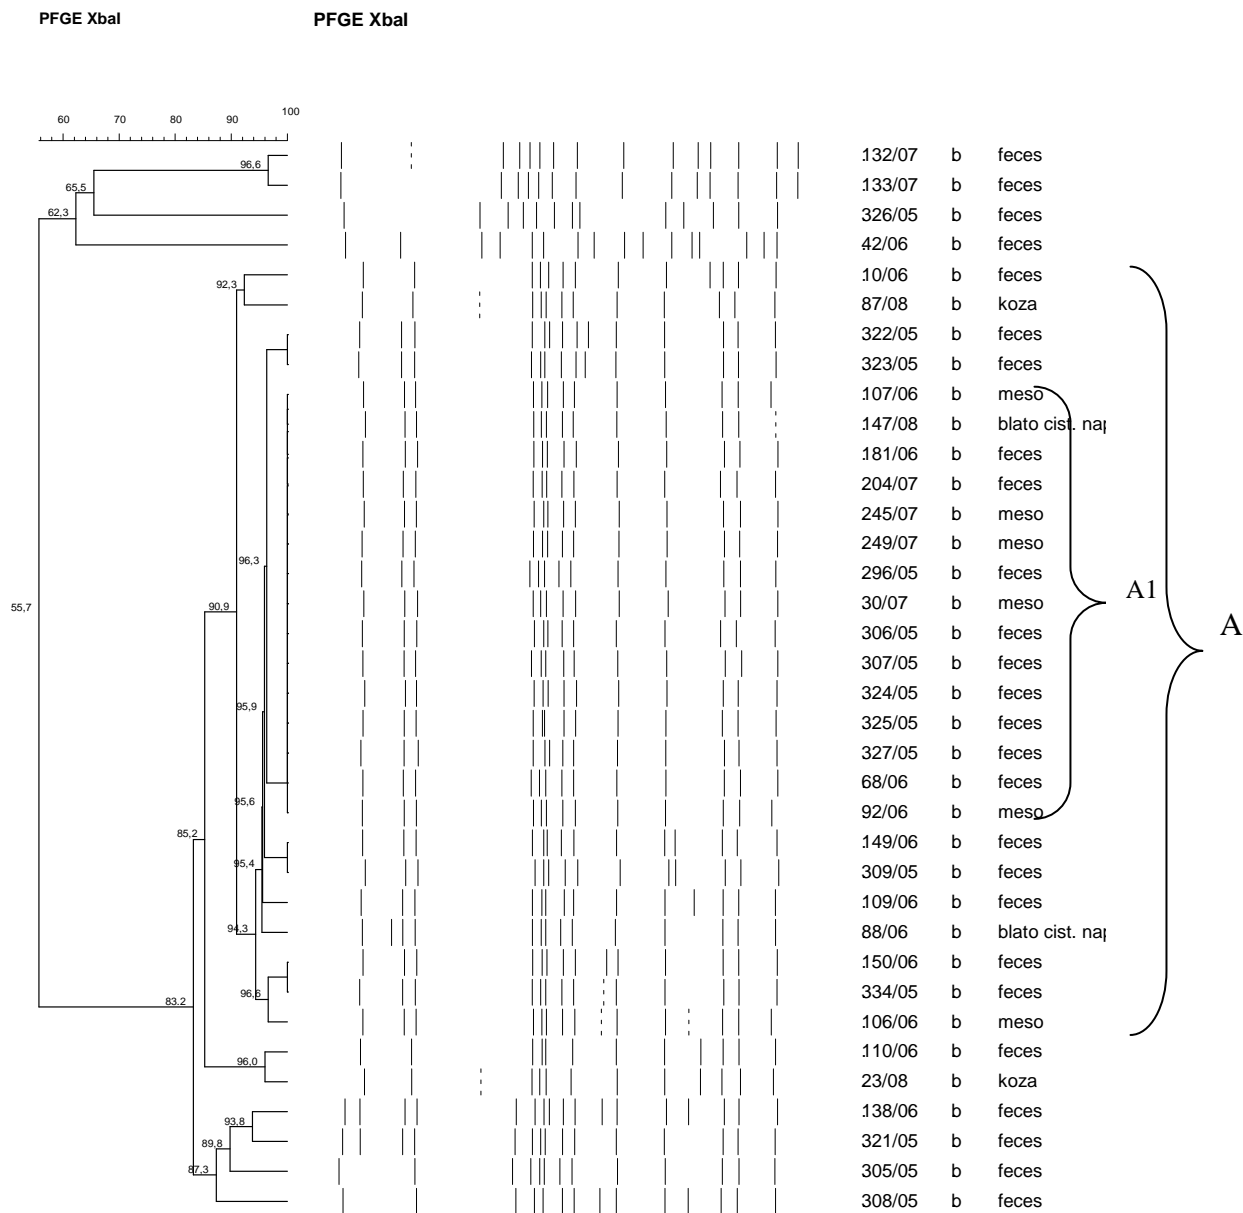 PFGE XbaI PFGE XbaI
60 70 80 90 100
132/07 b feces
96,6
133/07 b feces
65,5
326/05 b feces
62,3
42/06 b feces
10/06 b feces
92,3
87/08 b koza
322/05 b feces
323/05 b feces
107/06 b meso
147/08 b blato cist. nap
181/06 b feces
204/07 b feces
245/07 b meso
249/07 b meso
96,3
296/05 b feces
30/07 b meso
A1
55,7
90,9
306/05 b feces
A
307/05 b feces
324/05 b feces
95,9
325/05 b feces
327/05 b feces
68/06 b feces
95,6
92/06 b meso
85,2
149/06 b feces
95,4
309/05 b feces
109/06 b feces
94,3
88/06 b blato cist. nap
150/06 b feces
96,6
334/05 b feces
83,2
106/06 b meso
110/06 b feces
96,0
23/08 b koza
138/06 b feces
93,8
321/05 b feces
89,8
305/05 b feces
87,3
308/05 b feces